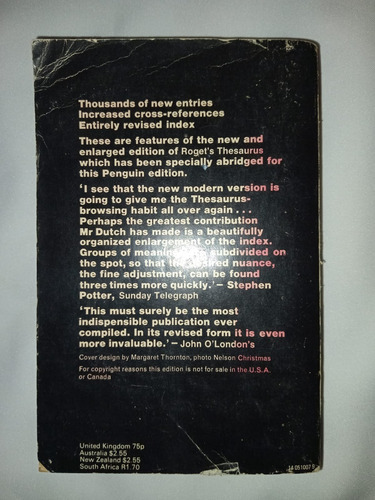 Thousands of new entries
Increased cross-references
Entirely revised index
These are features of the new and
enlarged edition of Roget's Thesaurus
which has been specially abridged for
this Penguin edition.
'I see that the new modern version is
going to give me the Thesaurus-
browsing habit all over again . . .
Perhaps the greatest contribution
Mr Dutch has made is a beautifully
organized enlargement of the index.
Groups of meaning are subdivided on
the spot, so that the desired nuance,
the fine adjustment, can be found
three times more quickly.' – Stephen
Potter, Sunday Telegraph
'This must surely be the most
indispensible publication ever
compiled. In its revised form it is even
more invaluable.' – John O'London's
Cover design by Margaret Thornton, photo Nelson Christmas
For copyright reasons this edition is not for sale in the U.S.A.
or Canada
United Kingdom 75p
Australia $2.55
New Zealand $2.55
South Africa R1.70